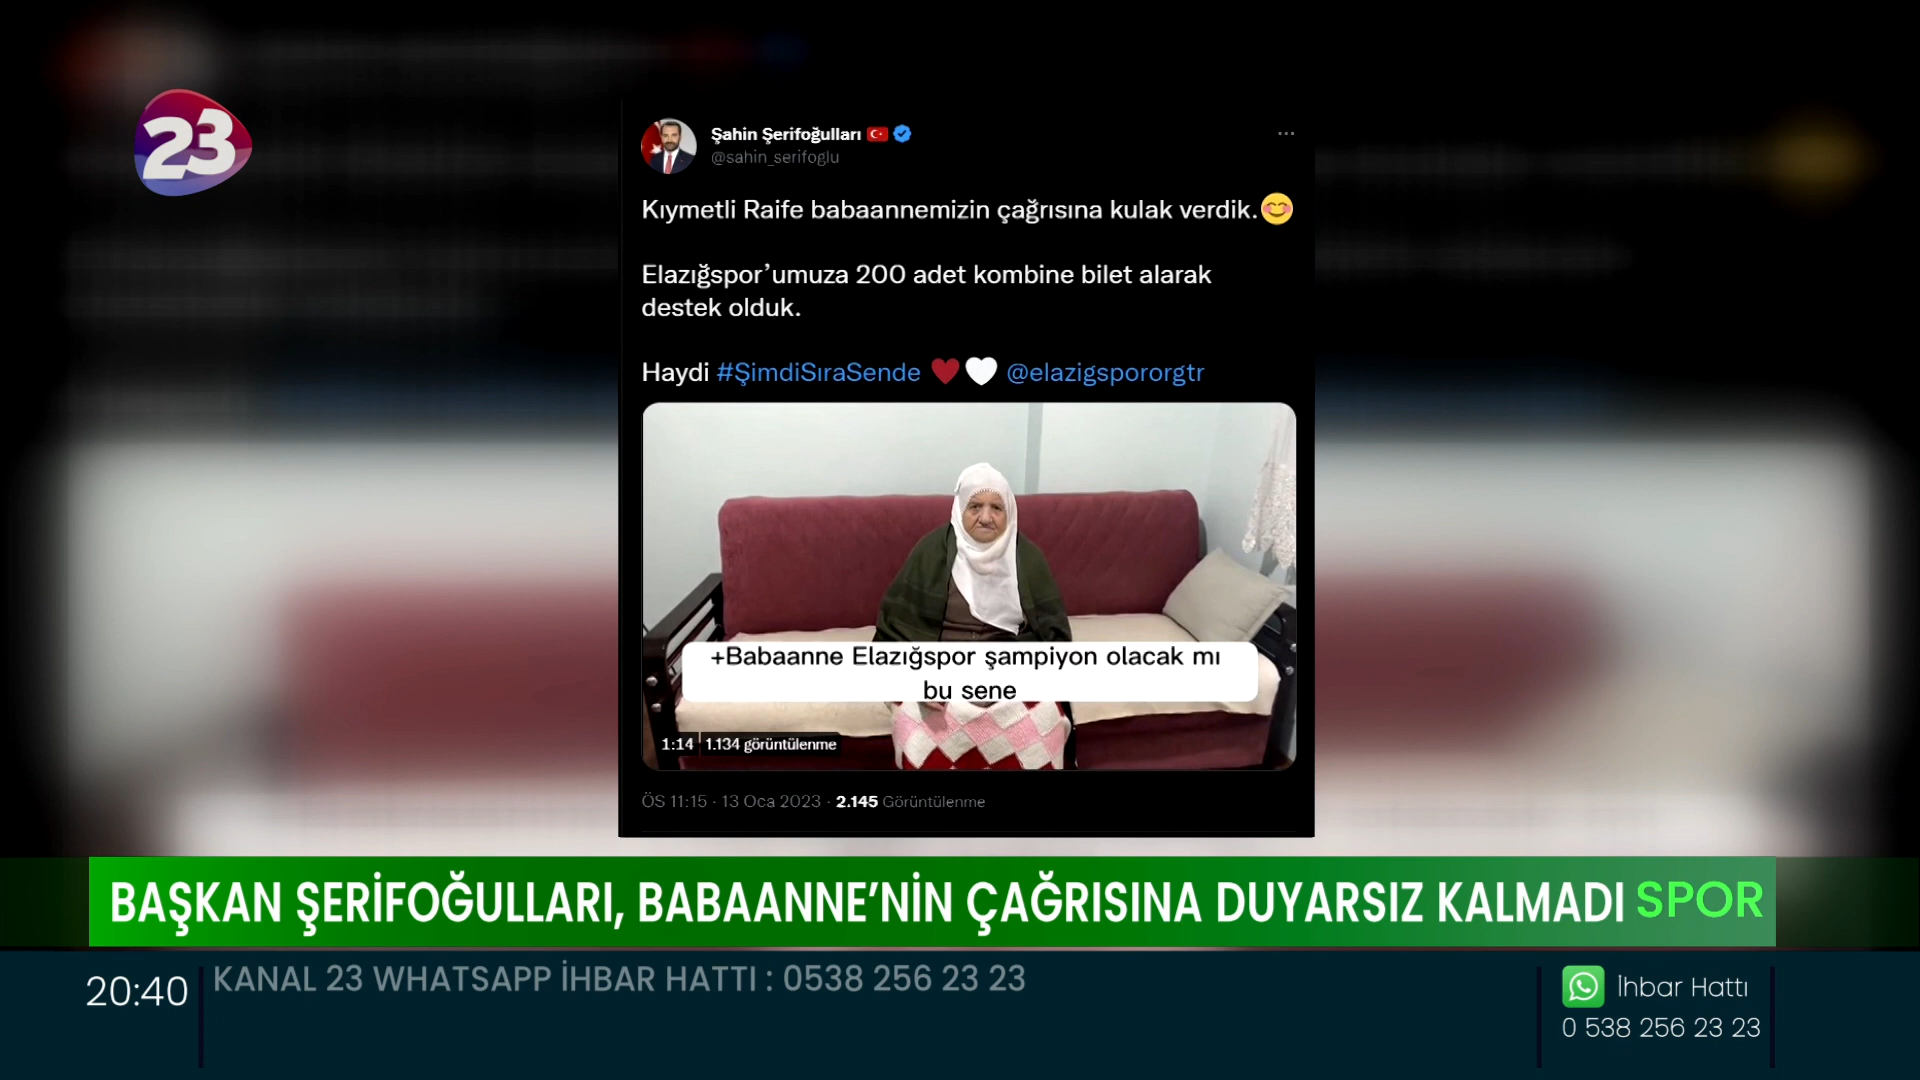 23
Şahin Şerifoğulları
@sahin_serifoglu
Kıymetli Raife babaannemizin çağrısına kulak verdik.😊
Elazığspor'umuza 200 adet kombine bilet alarak
destek olduk.
Haydi #ŞimdiSıraSende ♥🤍 @elazigspororgtr
+Babaanne Elazığspor şampiyon olacak mı
bu sene
1:14 1.134 görüntülenme
ÖS 11:15 · 13 Oca 2023 · 2.145 Görüntülenme
BAŞKAN ŞERİFOĞULLARI, BABAANNE'NİN ÇAĞRISINA DUYARSIZ KALMADI SPOR
20:40
KANAL 23 WHATSAPP İHBAR HATTI : 0538 256 23 23
İhbar Hattı
0 538 256 23 23